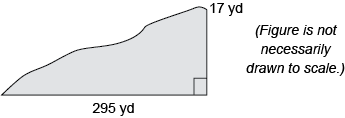 17 yd
(Figure is not
necessarily
drawn to scale.)
295 yd